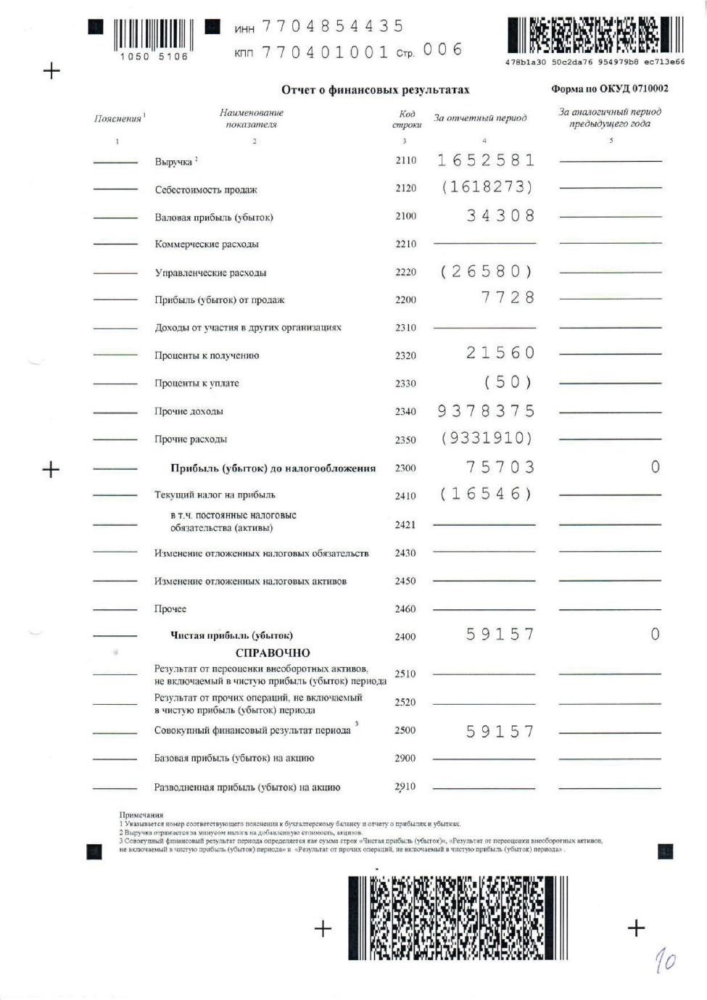 ИНН 7704854435
1050 5106
КПП 770401001 Стр. 006
478b1a30 50c2da76 954979b8 ec713e66
Отчет о финансовых результатах
Форма по ОКУД 0710002
Пояснения 1 Наименование показателя Код строки За отчетный период За аналогичный период предыдущего года
1 2 3 4 5
Выручка 2 2110 1652581
Себестоимость продаж 2120 (1618273)
Валовая прибыль (убыток) 2100 34308
Коммерческие расходы 2210
Управленческие расходы 2220 (26580)
Прибыль (убыток) от продаж 2200 7728
Доходы от участия в других организациях 2310
Проценты к получению 2320 21560
Проценты к уплате 2330 (50)
Прочие доходы 2340 9378375
Прочие расходы 2350 (9331910)
Прибыль (убыток) до налогообложения 2300 75703 0
Текущий налог на прибыль 2410 (16546)
в т.ч. постоянные налоговые
обязательства (активы) 2421
Изменение отложенных налоговых обязательств 2430
Изменение отложенных налоговых активов 2450
Прочее 2460
Чистая прибыль (убыток) 2400 59157 0
СПРАВОЧНО
Результат от переоценки внеоборотных активов,
не включаемый в чистую прибыль (убыток) периода 2510
Результат от прочих операций, не включаемый
в чистую прибыль (убыток) периода 2520
Совокупный финансовый результат периода 3 2500 59157
Базовая прибыль (убыток) на акцию 2900
Разводненная прибыль (убыток) на акцию 2910
Примечания
1 Указывается номер соответствующего пояснения к бухгалтерскому балансу и отчету о прибылях и убытках.
2 Выручка отражается за минусом налога на добавленную стоимость, акцизов.
3 Совокупный финансовый результат периода определяется как сумма строк «Чистая прибыль (убыток)», «Результат от переоценки внеоборотных активов,
не включаемый в чистую прибыль (убыток) периода» и «Результат от прочих операций, не включаемый в чистую прибыль (убыток) периода» .
10